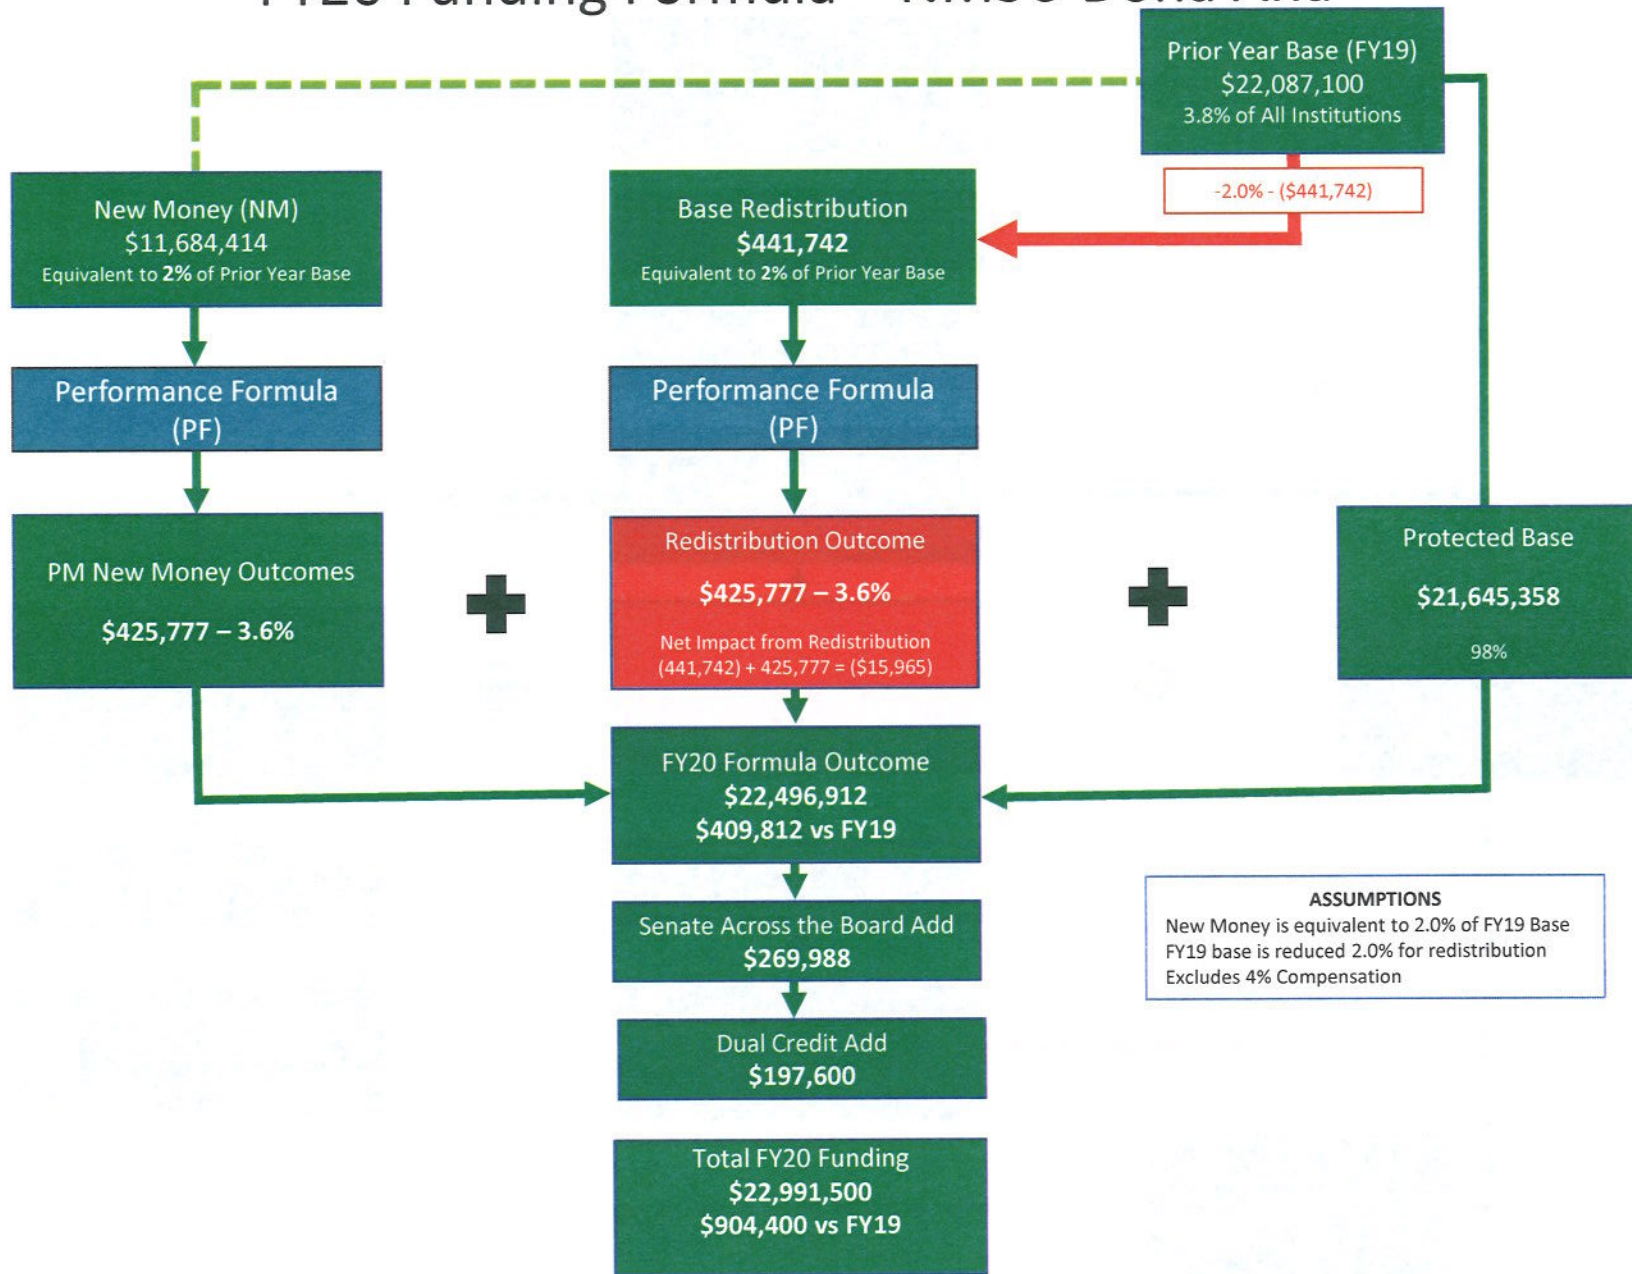 FY20 Funding Formula – NMSU Dona Ana
Prior Year Base (FY19)
$22,087,100
3.8% of All Institutions
-2.0% - ($441,742)
New Money (NM)
$11,684,414
Equivalent to 2% of Prior Year Base
Base Redistribution
$441,742
Equivalent to 2% of Prior Year Base
Performance Formula
(PF)
Performance Formula
(PF)
PM New Money Outcomes
$425,777 – 3.6%
Redistribution Outcome
$425,777 – 3.6%
Net Impact from Redistribution
(441,742) + 425,777 = ($15,965)
Protected Base
$21,645,358
98%
FY20 Formula Outcome
$22,496,912
$409,812 vs FY19
Senate Across the Board Add
$269,988
Dual Credit Add
$197,600
Total FY20 Funding
$22,991,500
$904,400 vs FY19
ASSUMPTIONS
New Money is equivalent to 2.0% of FY19 Base
FY19 base is reduced 2.0% for redistribution
Excludes 4% Compensation